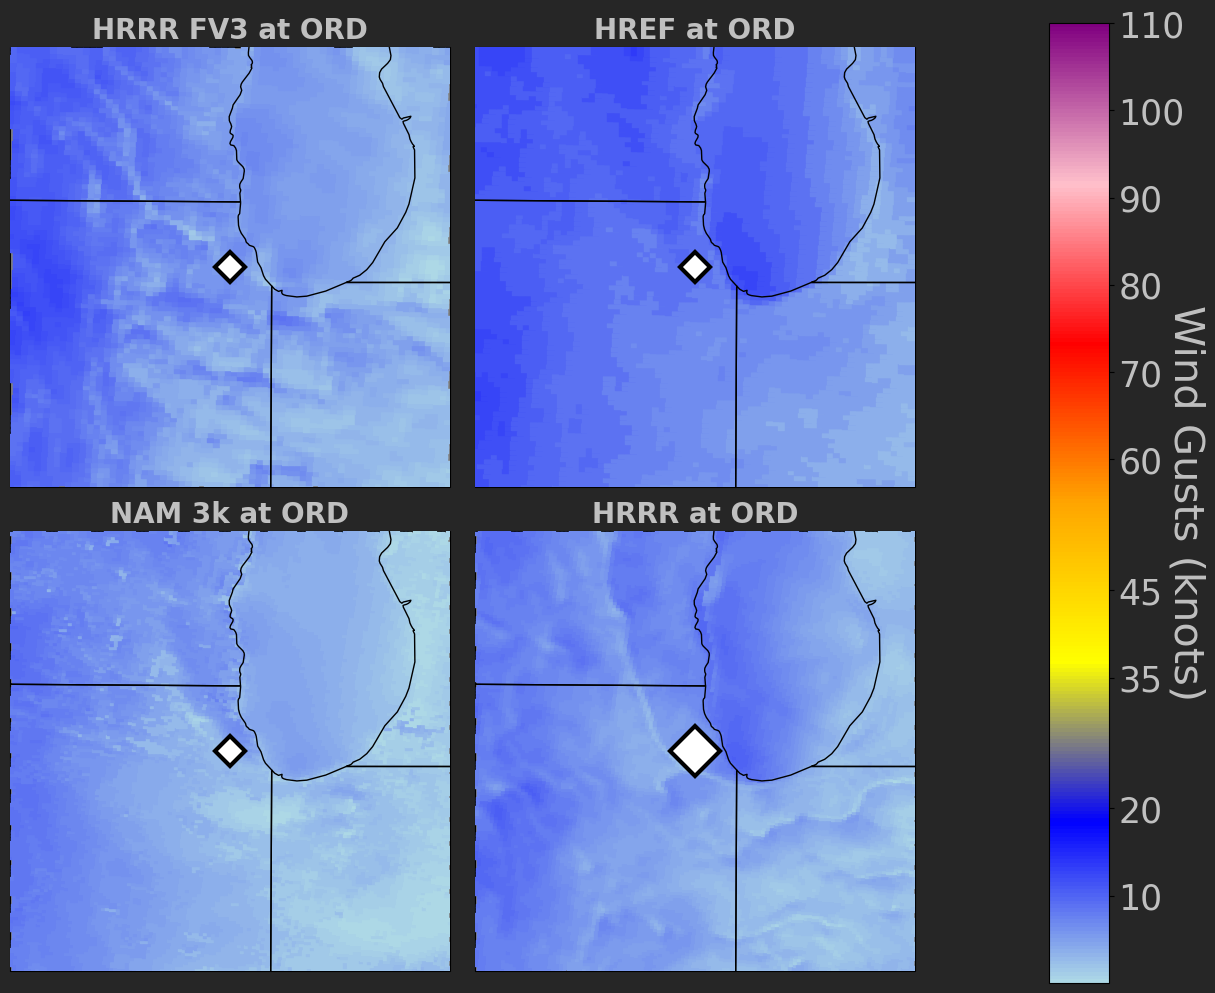 HRRR FV3 at ORD
HREF at ORD
NAM 3k at ORD
HRRR at ORD
110
100
90
80
70
60
45
35
20
10
Wind Gusts (knots)